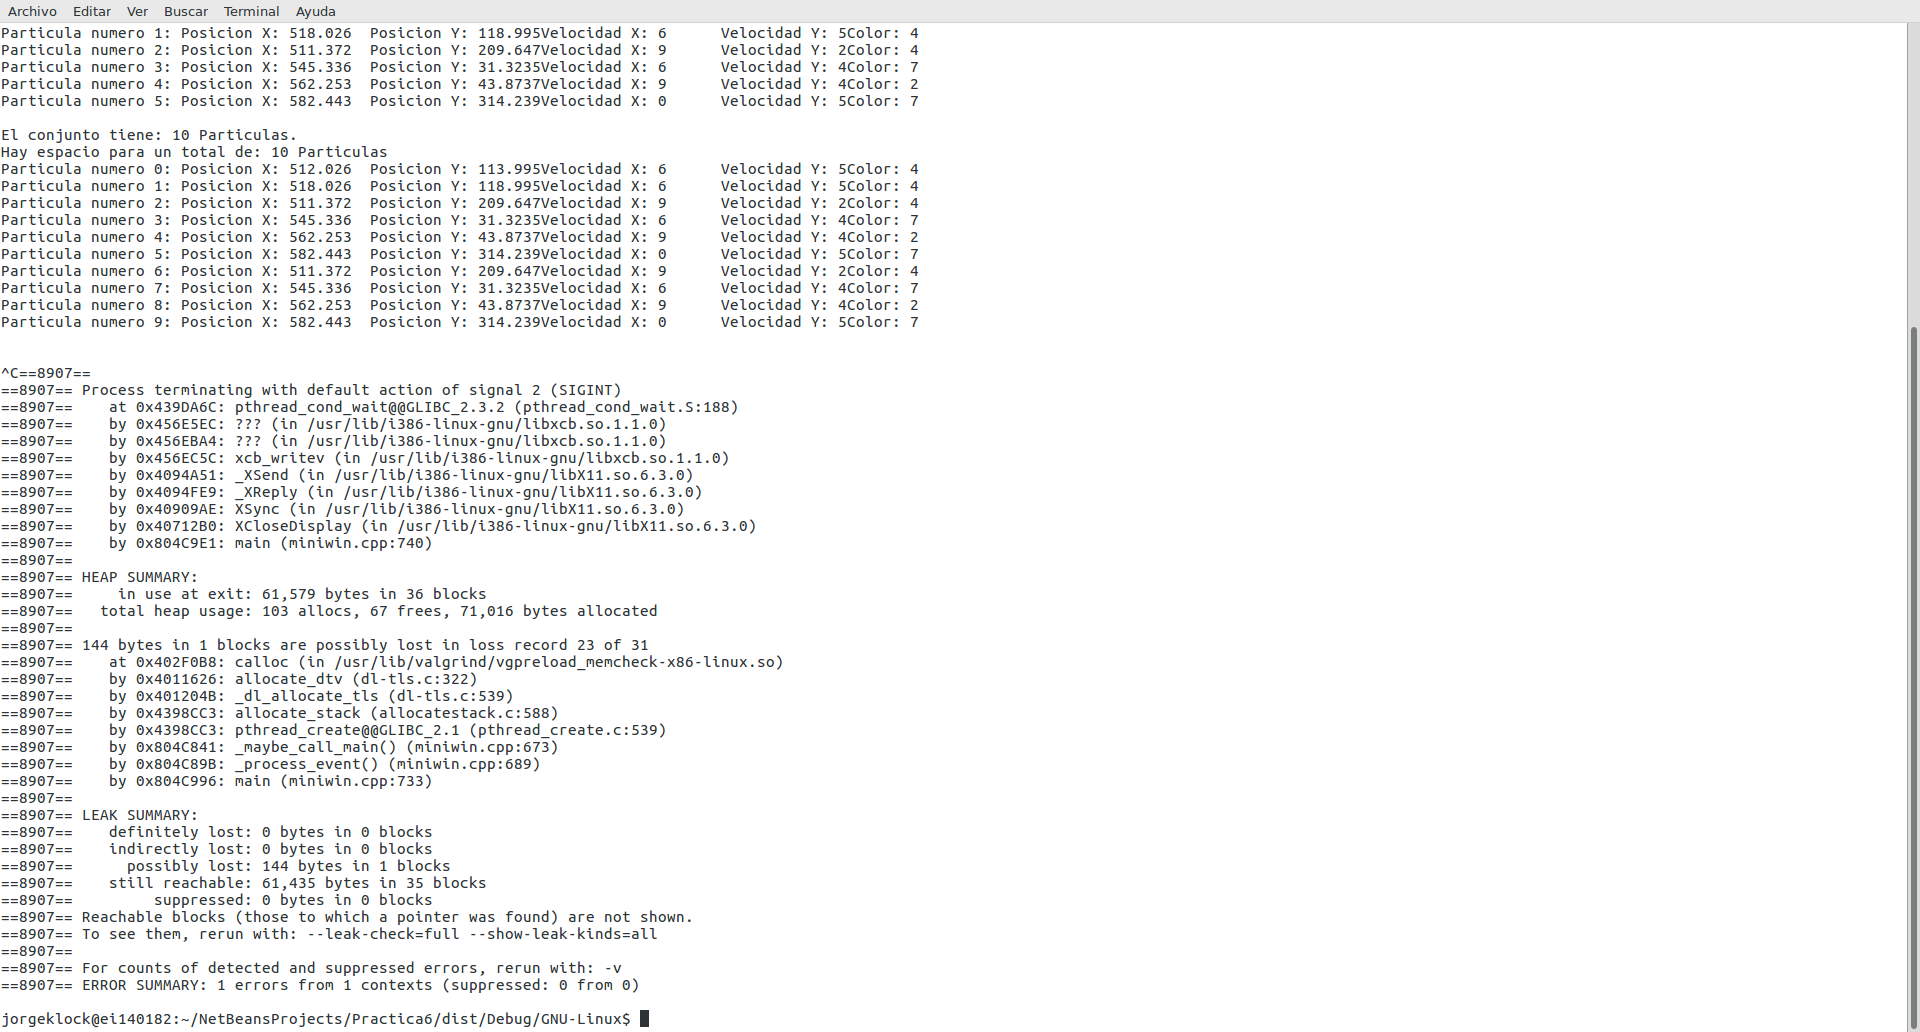 Archivo Editar Ver Buscar Terminal Ayuda
Particula numero 1: Posicion X: 518.026  Posicion Y: 118.995Velocidad X: 6      Velocidad Y: 5Color: 4
Particula numero 2: Posicion X: 511.372  Posicion Y: 209.647Velocidad X: 9      Velocidad Y: 2Color: 4
Particula numero 3: Posicion X: 545.336  Posicion Y: 31.3235Velocidad X: 6      Velocidad Y: 4Color: 7
Particula numero 4: Posicion X: 562.253  Posicion Y: 43.8737Velocidad X: 9      Velocidad Y: 4Color: 2
Particula numero 5: Posicion X: 582.443  Posicion Y: 314.239Velocidad X: 0      Velocidad Y: 5Color: 7
El conjunto tiene: 10 Particulas.
Hay espacio para un total de: 10 Particulas
Particula numero 0: Posicion X: 512.026  Posicion Y: 113.995Velocidad X: 6      Velocidad Y: 5Color: 4
Particula numero 1: Posicion X: 518.026  Posicion Y: 118.995Velocidad X: 6      Velocidad Y: 5Color: 4
Particula numero 2: Posicion X: 511.372  Posicion Y: 209.647Velocidad X: 9      Velocidad Y: 2Color: 4
Particula numero 3: Posicion X: 545.336  Posicion Y: 31.3235Velocidad X: 6      Velocidad Y: 4Color: 7
Particula numero 4: Posicion X: 562.253  Posicion Y: 43.8737Velocidad X: 9      Velocidad Y: 4Color: 2
Particula numero 5: Posicion X: 582.443  Posicion Y: 314.239Velocidad X: 0      Velocidad Y: 5Color: 7
Particula numero 6: Posicion X: 511.372  Posicion Y: 209.647Velocidad X: 9      Velocidad Y: 2Color: 4
Particula numero 7: Posicion X: 545.336  Posicion Y: 31.3235Velocidad X: 6      Velocidad Y: 4Color: 7
Particula numero 8: Posicion X: 562.253  Posicion Y: 43.8737Velocidad X: 9      Velocidad Y: 4Color: 2
Particula numero 9: Posicion X: 582.443  Posicion Y: 314.239Velocidad X: 0      Velocidad Y: 5Color: 7
^C==8907==
==8907== Process terminating with default action of signal 2 (SIGINT)
==8907==    at 0x439DA6C: pthread_cond_wait@@GLIBC_2.3.2 (pthread_cond_wait.S:188)
==8907==    by 0x456E5EC: ??? (in /usr/lib/i386-linux-gnu/libxcb.so.1.1.0)
==8907==    by 0x456EBA4: ??? (in /usr/lib/i386-linux-gnu/libxcb.so.1.1.0)
==8907==    by 0x456EC5C: xcb_writev (in /usr/lib/i386-linux-gnu/libxcb.so.1.1.0)
==8907==    by 0x4094A51: _XSend (in /usr/lib/i386-linux-gnu/libX11.so.6.3.0)
==8907==    by 0x4094FE9: _XReply (in /usr/lib/i386-linux-gnu/libX11.so.6.3.0)
==8907==    by 0x40909AE: XSync (in /usr/lib/i386-linux-gnu/libX11.so.6.3.0)
==8907==    by 0x40712B0: XCloseDisplay (in /usr/lib/i386-linux-gnu/libX11.so.6.3.0)
==8907==    by 0x804C9E1: main (miniwin.cpp:740)
==8907==
==8907== HEAP SUMMARY:
==8907==     in use at exit: 61,579 bytes in 36 blocks
==8907==   total heap usage: 103 allocs, 67 frees, 71,016 bytes allocated
==8907==
==8907== 144 bytes in 1 blocks are possibly lost in loss record 23 of 31
==8907==    at 0x402F0B8: calloc (in /usr/lib/valgrind/vgpreload_memcheck-x86-linux.so)
==8907==    by 0x4011626: allocate_dtv (dl-tls.c:322)
==8907==    by 0x401204B: _dl_allocate_tls (dl-tls.c:539)
==8907==    by 0x4398CC3: allocate_stack (allocatestack.c:588)
==8907==    by 0x4398CC3: pthread_create@@GLIBC_2.1 (pthread_create.c:539)
==8907==    by 0x804C841: _maybe_call_main() (miniwin.cpp:673)
==8907==    by 0x804C89B: _process_event() (miniwin.cpp:689)
==8907==    by 0x804C996: main (miniwin.cpp:733)
==8907==
==8907== LEAK SUMMARY:
==8907==    definitely lost: 0 bytes in 0 blocks
==8907==    indirectly lost: 0 bytes in 0 blocks
==8907==      possibly lost: 144 bytes in 1 blocks
==8907==    still reachable: 61,435 bytes in 35 blocks
==8907==         suppressed: 0 bytes in 0 blocks
==8907== Reachable blocks (those to which a pointer was found) are not shown.
==8907== To see them, rerun with: --leak-check=full --show-leak-kinds=all
==8907==
==8907== For counts of detected and suppressed errors, rerun with: -v
==8907== ERROR SUMMARY: 1 errors from 1 contexts (suppressed: 0 from 0)
jorgeklock@ei140182:~/NetBeansProjects/Practica6/dist/Debug/GNU-Linux$